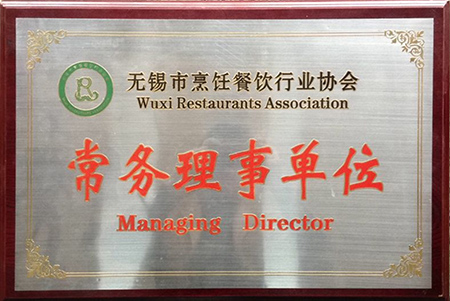 无锡市烹饪餐饮行业协会
Wuxi Restaurants Association
常务理事单位
Managing Director